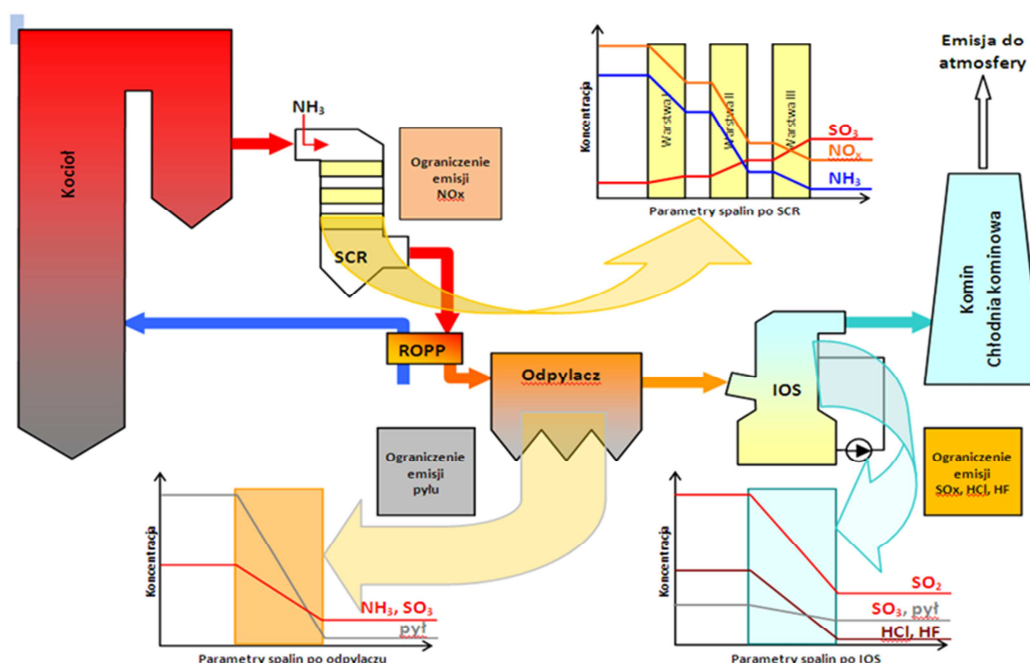 Kocioł
NH₃
Ograniczenie
emisji
NOx
SCR
ROPP
Koncentracja
Warstwa I
Warstwa II
Warstwa III
SO₃
NOₓ
NH₃
Parametry spalin po SCR
Emisja do
atmosfery
Komin
Chłodnia kominowa
Odpylacz
IOS
Ograniczenie
emisji
pyłu
Ograniczenie
emisji
SOx, HCl, HF
Koncentracja
NH₃, SO₃
pył
Parametry spalin po odpylaczu
Koncentracja
SO₂
SO₃, pył
HCl, HF
Parametry spalin po IOS